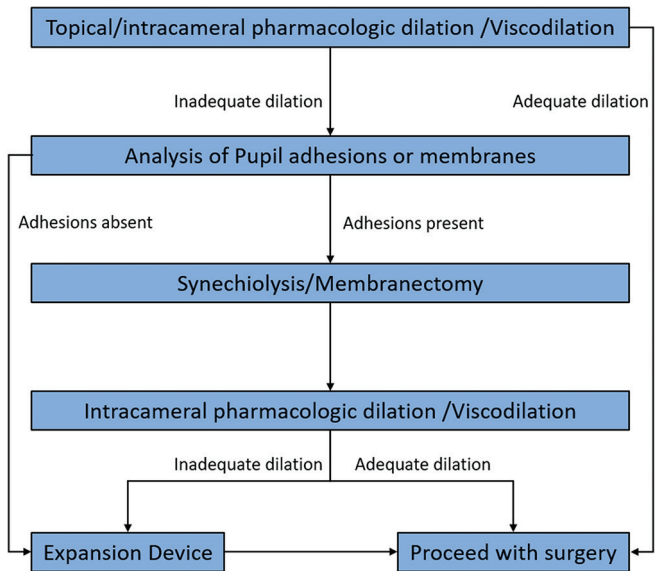 Topical/intracameral pharmacologic dilation /Viscodilation
Inadequate dilation
Adequate dilation
Analysis of Pupil adhesions or membranes
Adhesions absent
Adhesions present
Synechiolysis/Membranectomy
Intracameral pharmacologic dilation /Viscodilation
Inadequate dilation
Adequate dilation
Expansion Device
Proceed with surgery